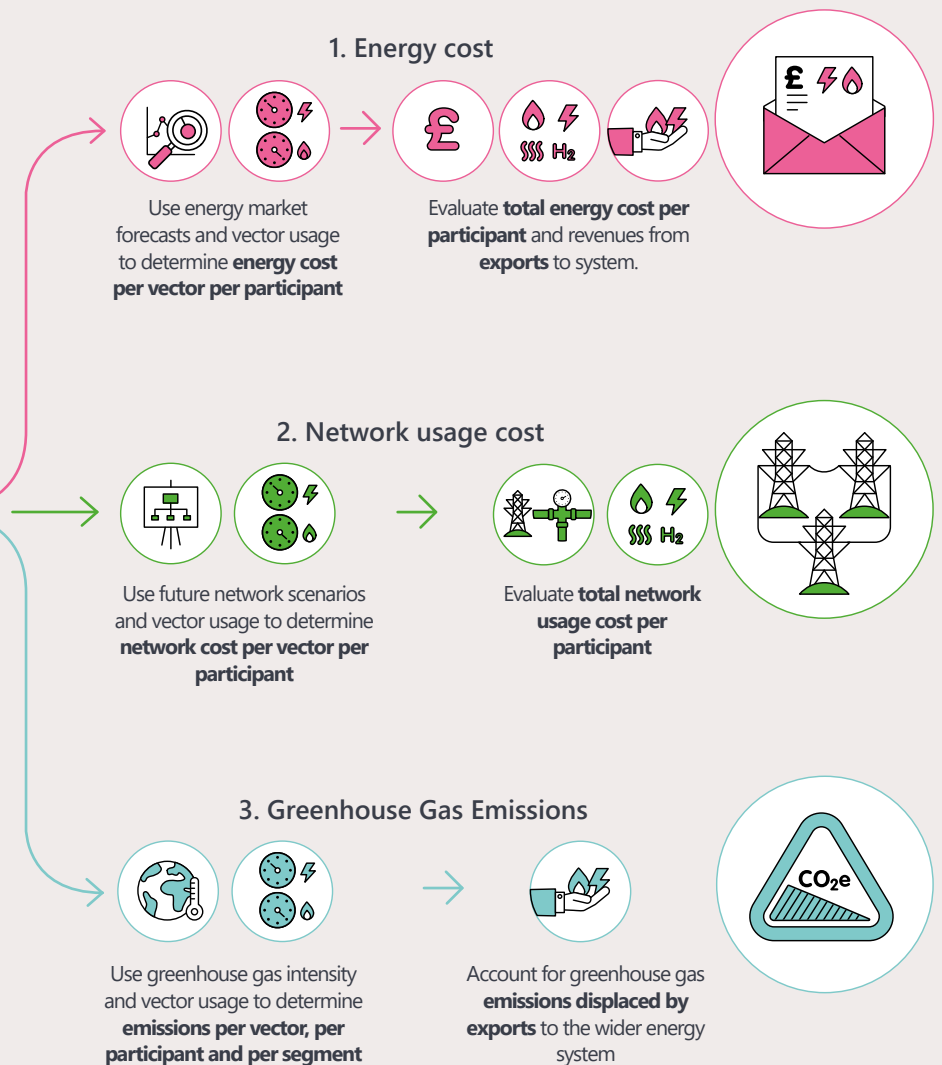 1. Energy cost
£
H₂
£
Use energy market
forecasts and vector usage
to determine energy cost
per vector per participant
Evaluate total energy cost per
participant and revenues from
exports to system.
2. Network usage cost
H₂
Use future network scenarios
and vector usage to determine
network cost per vector per
participant
Evaluate total network
usage cost per
participant
3. Greenhouse Gas Emissions
CO₂e
Use greenhouse gas intensity
and vector usage to determine
emissions per vector, per
participant and per segment
Account for greenhouse gas
emissions displaced by
exports to the wider energy
system